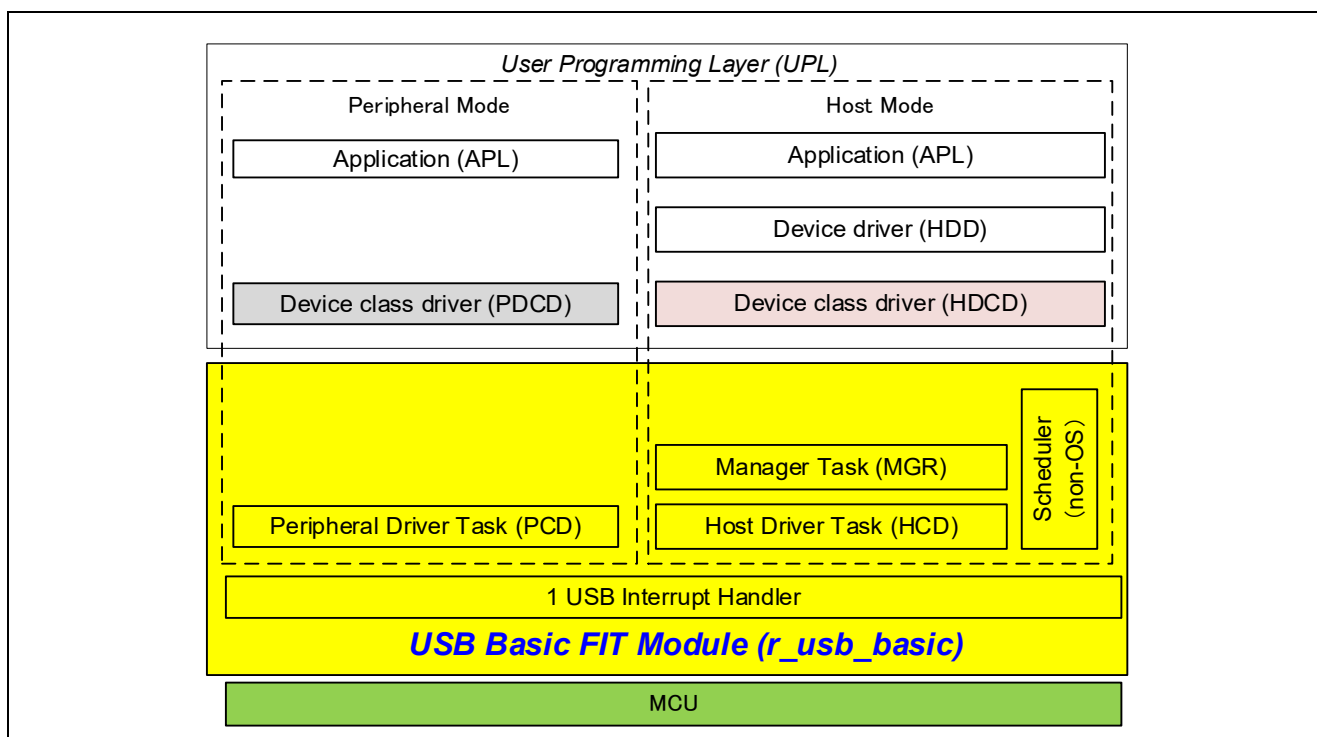 User Programming Layer (UPL)
Peripheral Mode
Host Mode
Application (APL)
Application (APL)
Device driver (HDD)
Device class driver (PDCD)
Device class driver (HDCD)
Scheduler
(non-OS)
Manager Task (MGR)
Peripheral Driver Task (PCD)
Host Driver Task (HCD)
1 USB Interrupt Handler
USB Basic FIT Module (r_usb_basic)
MCU